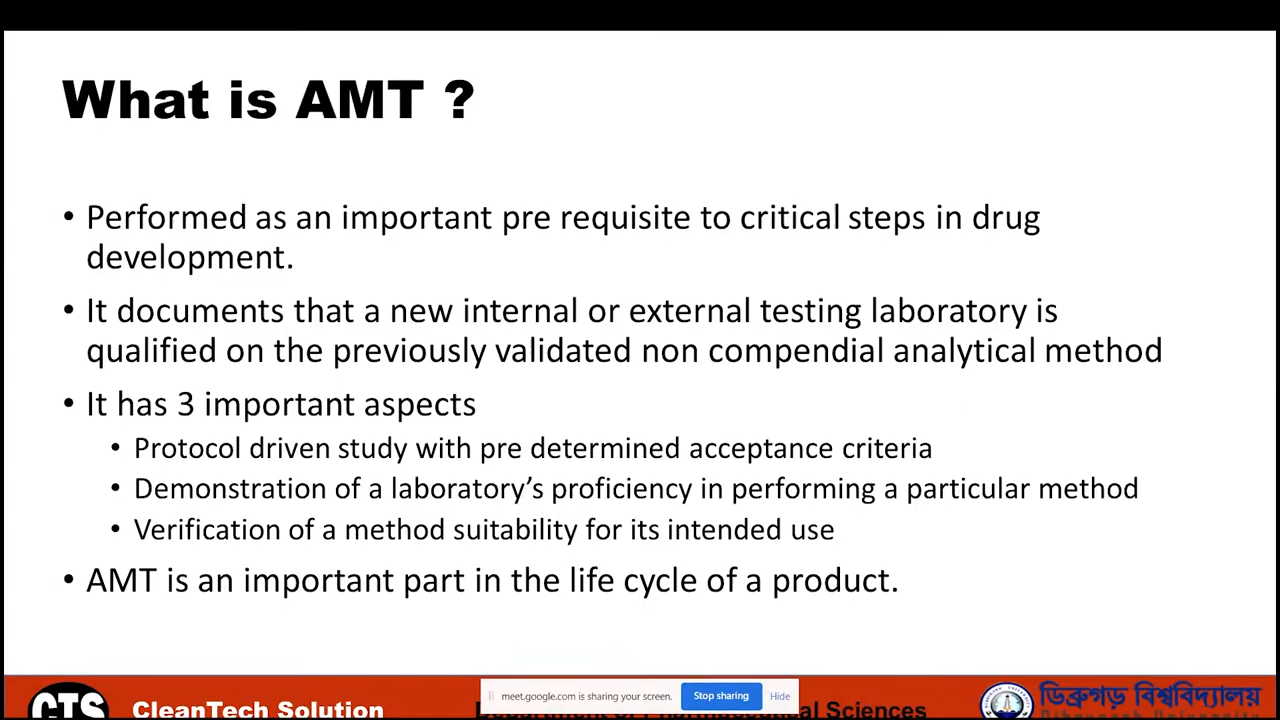 What is AMT ?
• Performed as an important pre requisite to critical steps in drug
development.
• It documents that a new internal or external testing laboratory is
qualified on the previously validated non compendial analytical method
• It has 3 important aspects
• Protocol driven study with pre determined acceptance criteria
• Demonstration of a laboratory's proficiency in performing a particular method
• Verification of a method suitability for its intended use
• AMT is an important part in the life cycle of a product.
CTS
CleanTech Solution
meet.google.com is sharing your screen.
Stop sharing
Hide
Sciences
ডিব্ৰুগড় বিশ্ববিদ্যালয়